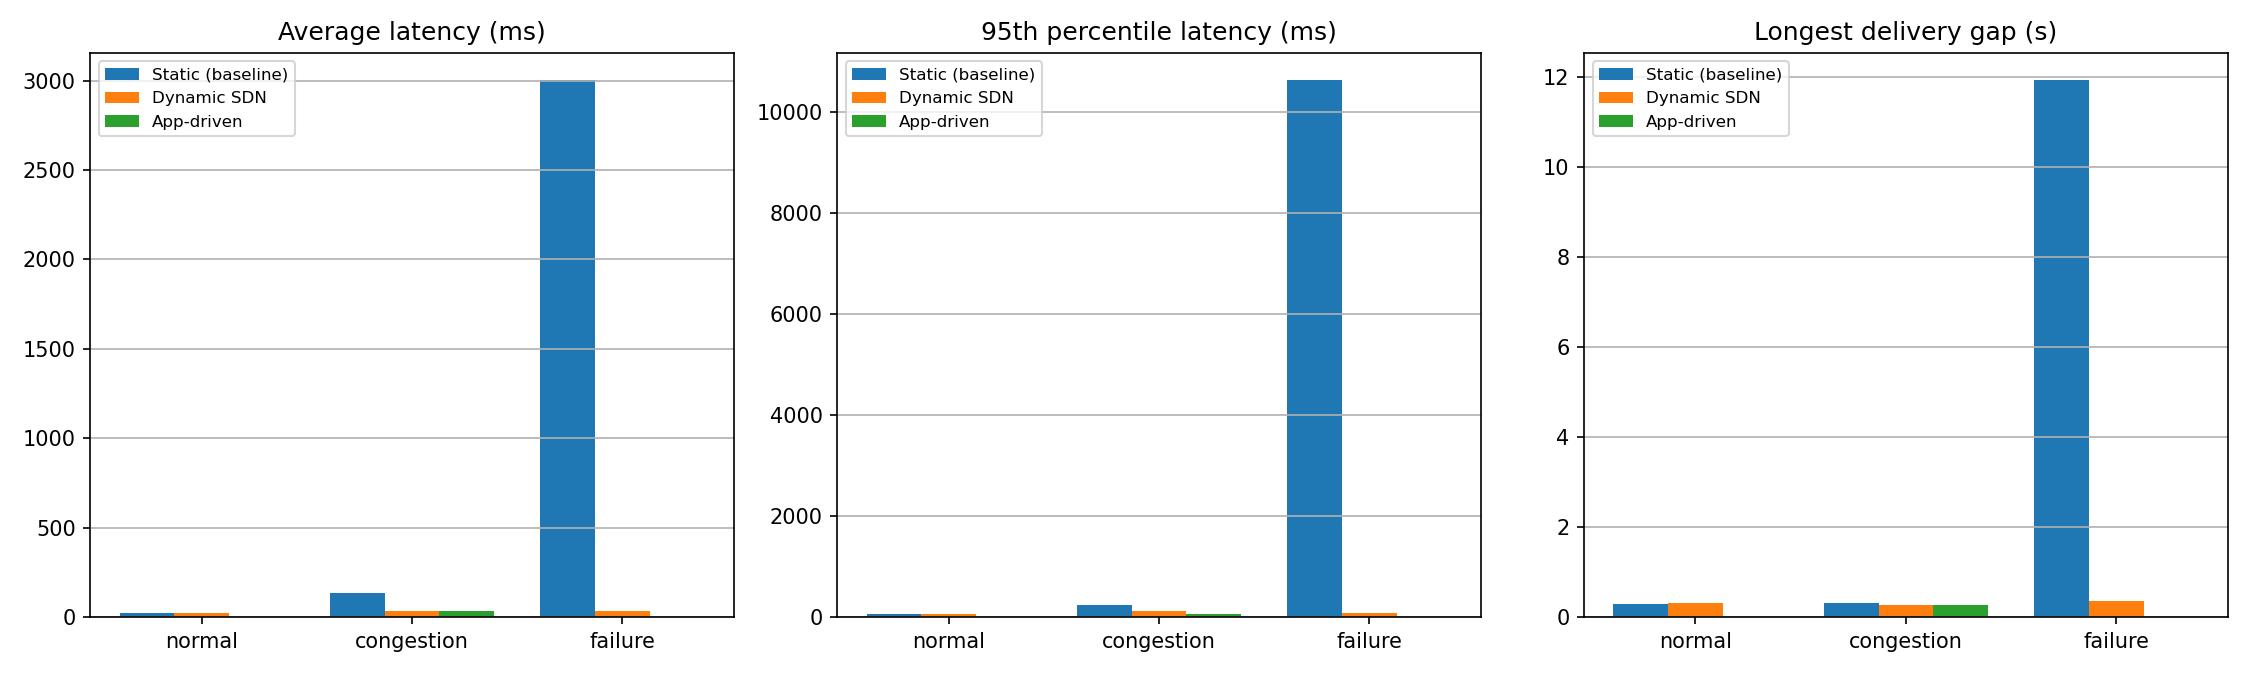 Average latency (ms)
3000
2500
2000
1500
1000
500
0
Static (baseline)
Dynamic SDN
App-driven
normal congestion failure
95th percentile latency (ms)
10000
8000
6000
4000
2000
0
Static (baseline)
Dynamic SDN
App-driven
normal congestion failure
Longest delivery gap (s)
12
10
8
6
4
2
0
Static (baseline)
Dynamic SDN
App-driven
normal congestion failure